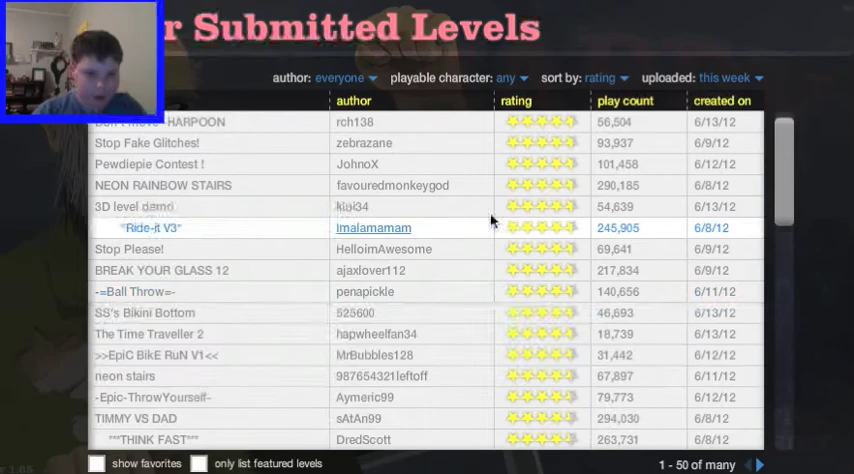 r Submitted Levels
author: everyone playable character: any sort by: rating uploaded: this week
author rating play count created on
HARPOON rch138 56,504 6/13/12
Stop Fake Glitches! zebrazane 93,937 6/9/12
Pewdiepie Contest ! JohnoX 101,458 6/12/12
NEON RAINBOW STAIRS favouredmonkeygod 290,185 6/8/12
3D level demo 54,639 6/13/12
"Ride-it V3" Imalamamam 245,905 6/8/12
Stop Please! HelloimAwesome 69,641 6/9/12
BREAK YOUR GLASS 12 ajaxlover112 217,834 6/9/12
-=Ball Throw=- penapickle 140,656 6/11/12
SS's Bikini Bottom 525600 46,693 6/13/12
The Time Traveller 2 hapwheelfan34 18,739 6/13/12
>>EpiC BikE RuN V1<< MrBubbles128 31,442 6/12/12
neon stairs 987654321leftoff 67,897 6/11/12
-Epic-ThrowYourself- Aymeric99 79,773 6/12/12
TIMMY VS DAD sAtAn99 294,030 6/8/12
***THINK FAST*** DredScott 263,731 6/8/12
show favorites only list featured levels 1 - 50 of many